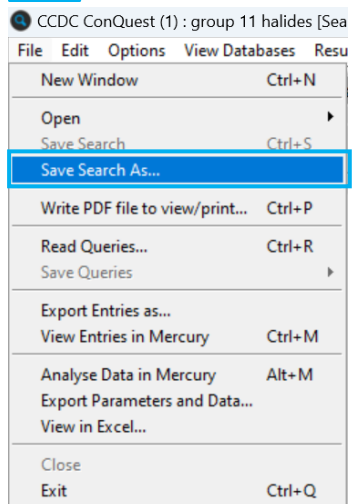 CCDC ConQuest (1) : group 11 halides [Sea
File Edit Options View Databases Resu
New Window Ctrl+N
Open
Save Search Ctrl+S
Save Search As...
Write PDF file to view/print... Ctrl+P
Read Queries... Ctrl+R
Save Queries
Export Entries as...
View Entries in Mercury Ctrl+M
Analyse Data in Mercury Alt+M
Export Parameters and Data...
View in Excel...
Close
Exit Ctrl+Q